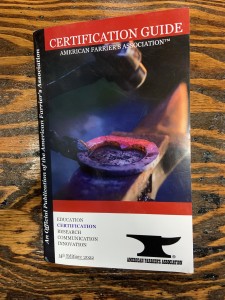 CERTIFICATION GUIDE
AMERICAN FARRIER'S ASSOCIATION™
An Official Publication of the American Farrier's Association
EDUCATION
CERTIFICATION
RESEARCH
COMMUNICATION
INNOVATION
AMERICAN FARRIER'S ASSOCIATION
®